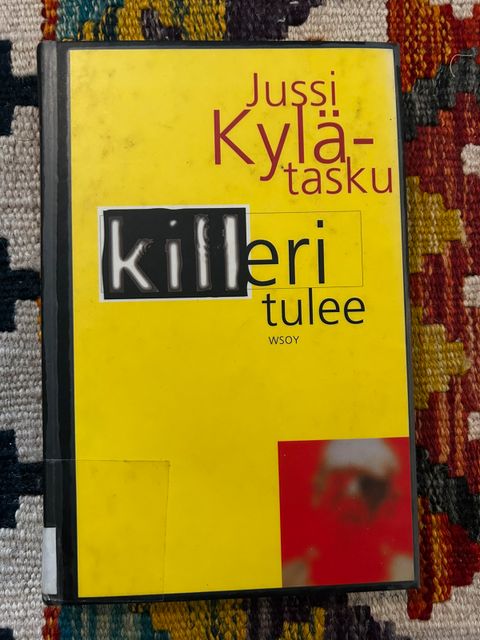 Jussi
Kylä-
tasku
killeri
tulee
WSOY